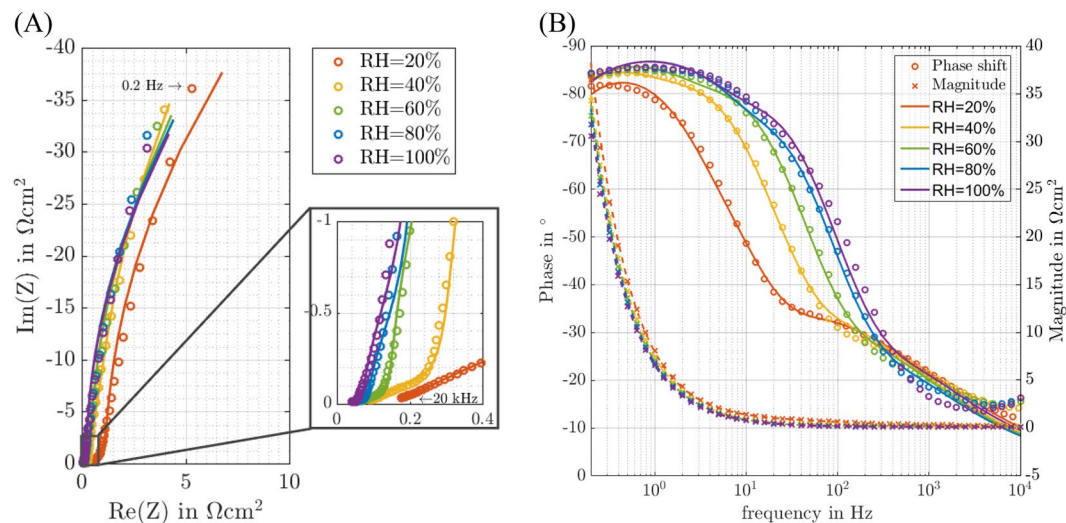 (A)
-40
-35
-30
-25
-20
-15
-10
-5
0
0
5
10
Im(Z) in Ωcm²
Re(Z) in Ωcm²
0.2 Hz →
RH=20%
RH=40%
RH=60%
RH=80%
RH=100%
-1
-0.5
0
0
0.2
0.4
←20 kHz
(B)
-90
-80
-70
-60
-50
-40
-30
-20
-10
Phase in °
10⁰
10¹
10²
10³
10⁴
frequency in Hz
40
35
30
25
20
15
10
5
0
-5
Magnitude in Ωcm²
Phase shift
Magnitude
RH=20%
RH=40%
RH=60%
RH=80%
RH=100%